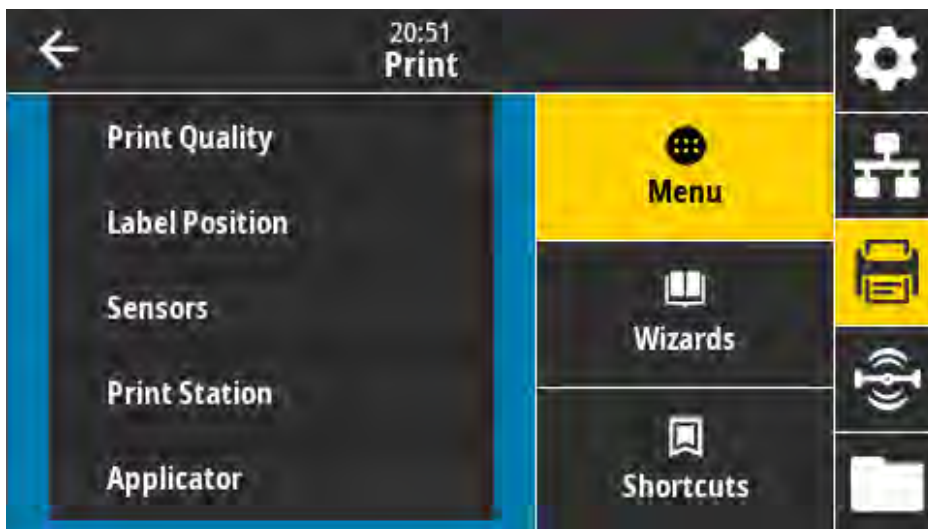 20:51
Print
Print Quality
Label Position
Sensors
Print Station
Applicator
Menu
Wizards
Shortcuts